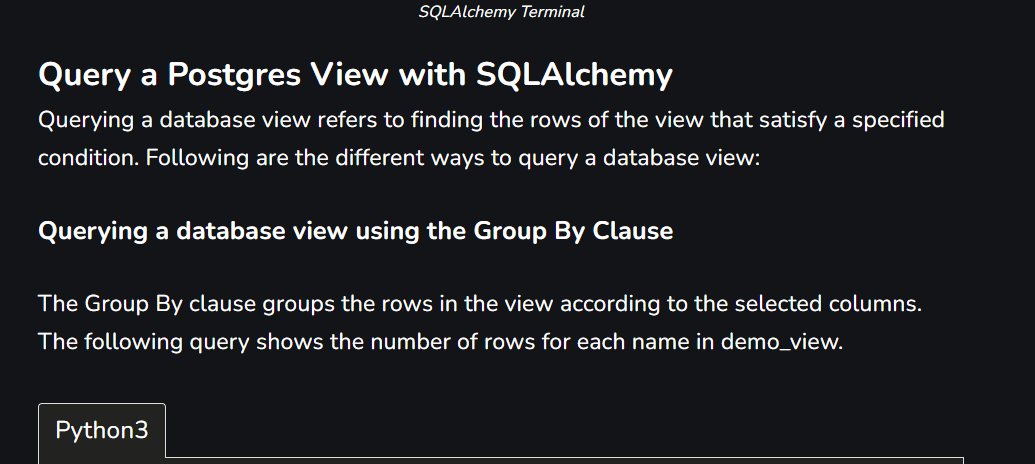 SQLAlchemy Terminal
Query a Postgres View with SQLAlchemy
Querying a database view refers to finding the rows of the view that satisfy a specified
condition. Following are the different ways to query a database view:
Querying a database view using the Group By Clause
The Group By clause groups the rows in the view according to the selected columns.
The following query shows the number of rows for each name in demo_view.
Python3